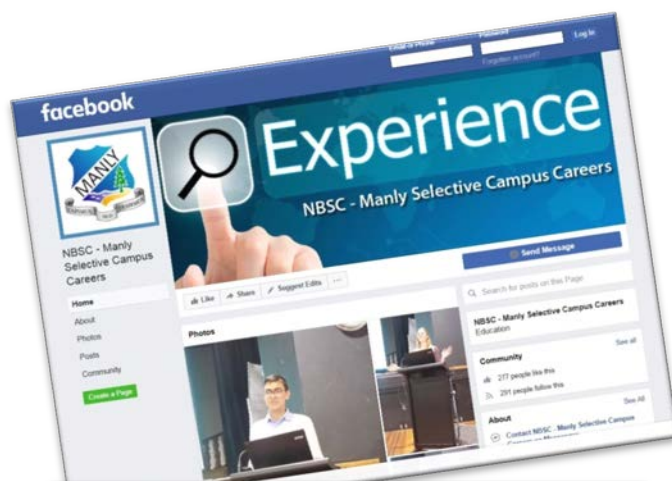 Email or Phone
Password
Log In
Forgotten account?
facebook
Experience
NBSC - Manly Selective Campus Careers
MANLY
NBSC - Manly
Selective Campus
Careers
Home
About
Photos
Posts
Community
Create a Page
Like
Share
Suggest Edits
Send Message
Photos
Search for posts on this Page
NBSC - Manly Selective Campus Careers
Education
Community
See all
277 people like this
291 people follow this
About
See All
Contact NBSC - Manly Selective Campus